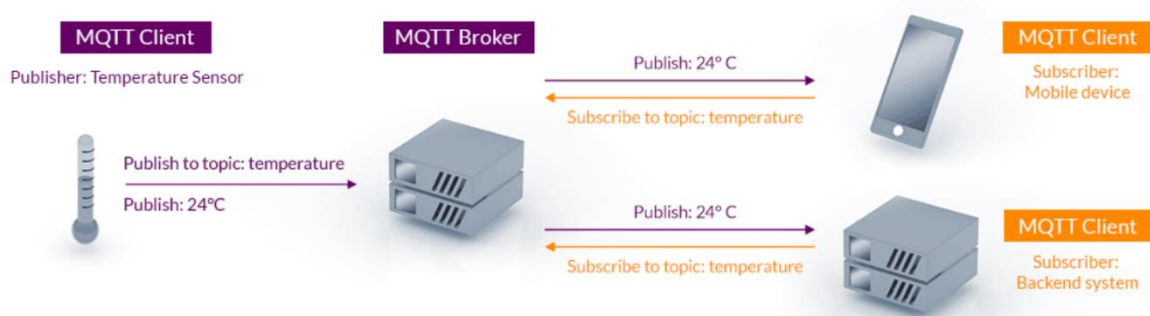 MQTT Client
Publisher: Temperature Sensor
Publish to topic: temperature
Publish: 24°C
MQTT Broker
Publish: 24° C
Subscribe to topic: temperature
MQTT Client
Subscriber:
Mobile device
Publish: 24° C
Subscribe to topic: temperature
MQTT Client
Subscriber:
Backend system